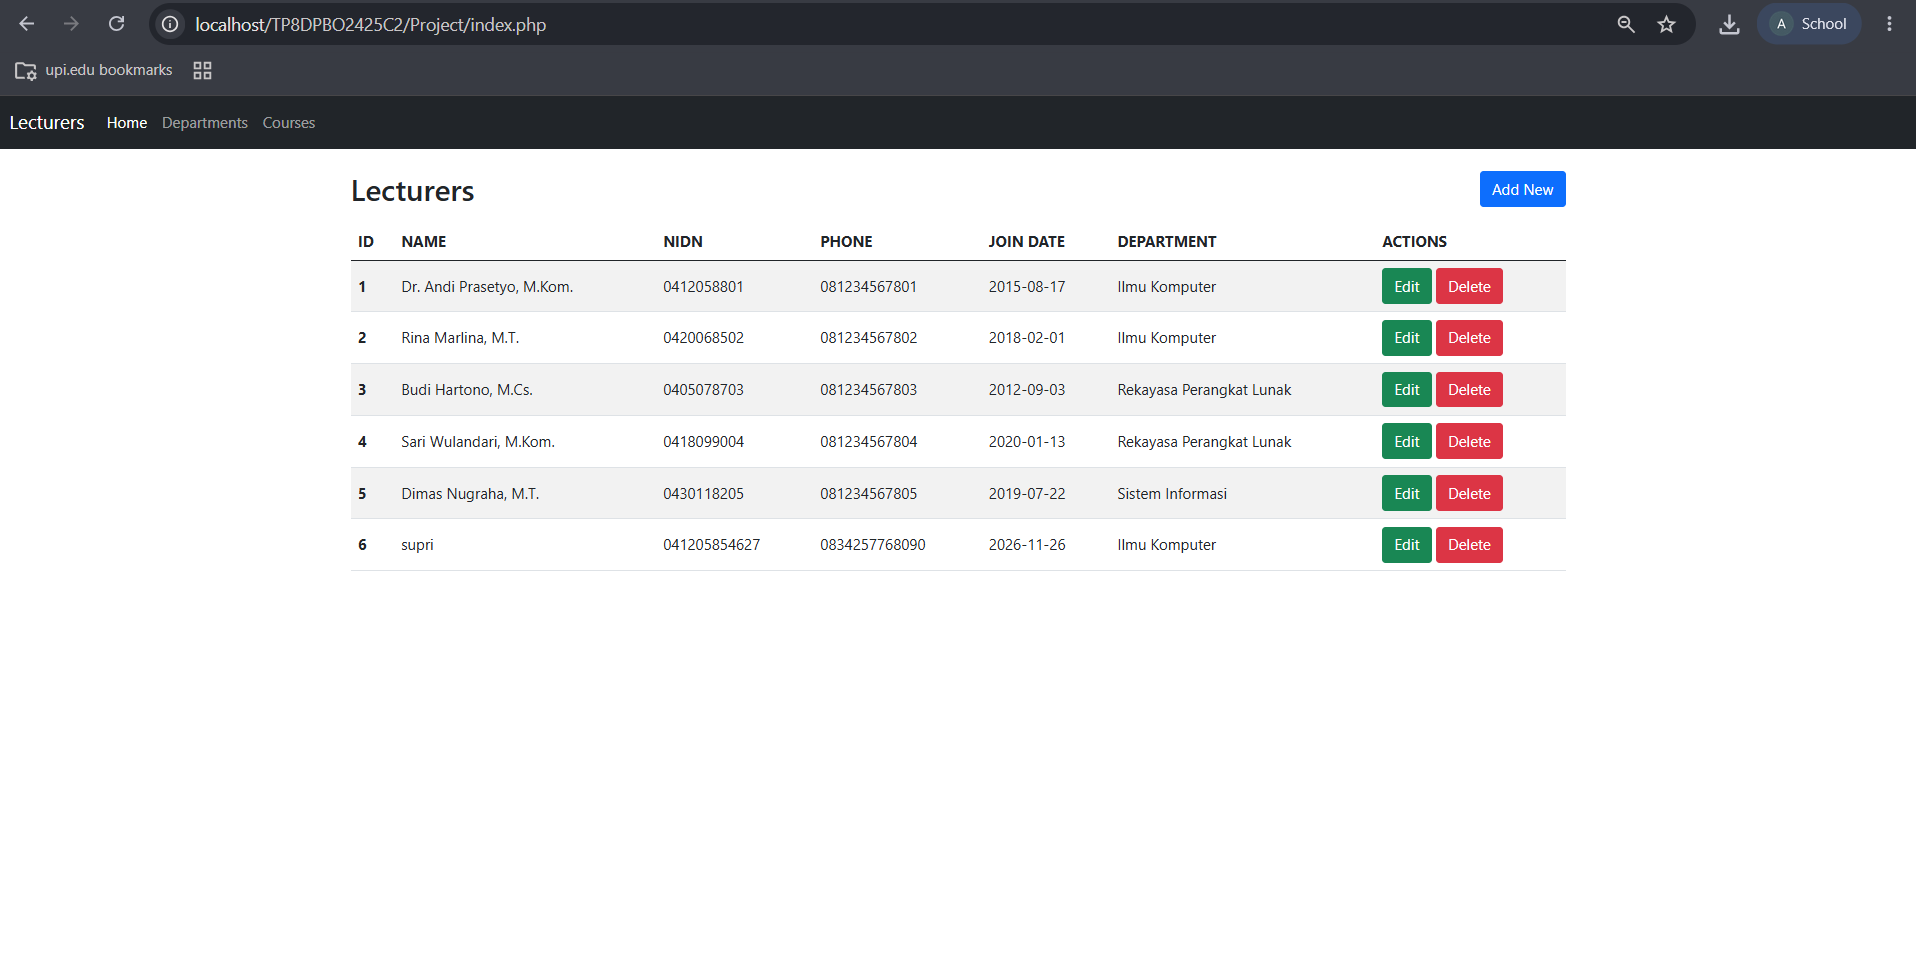 localhost/TP8DPBO2425C2/Project/index.php A School
upi.edu bookmarks
Lecturers Home Departments Courses
Lecturers Add New
ID NAME NIDN PHONE JOIN DATE DEPARTMENT ACTIONS
1 Dr. Andi Prasetyo, M.Kom. 0412058801 081234567801 2015-08-17 Ilmu Komputer Edit Delete
2 Rina Marlina, M.T. 0420068502 081234567802 2018-02-01 Ilmu Komputer Edit Delete
3 Budi Hartono, M.Cs. 0405078703 081234567803 2012-09-03 Rekayasa Perangkat Lunak Edit Delete
4 Sari Wulandari, M.Kom. 0418099004 081234567804 2020-01-13 Rekayasa Perangkat Lunak Edit Delete
5 Dimas Nugraha, M.T. 0430118205 081234567805 2019-07-22 Sistem Informasi Edit Delete
6 supri 041205854627 0834257768090 2026-11-26 Ilmu Komputer Edit Delete